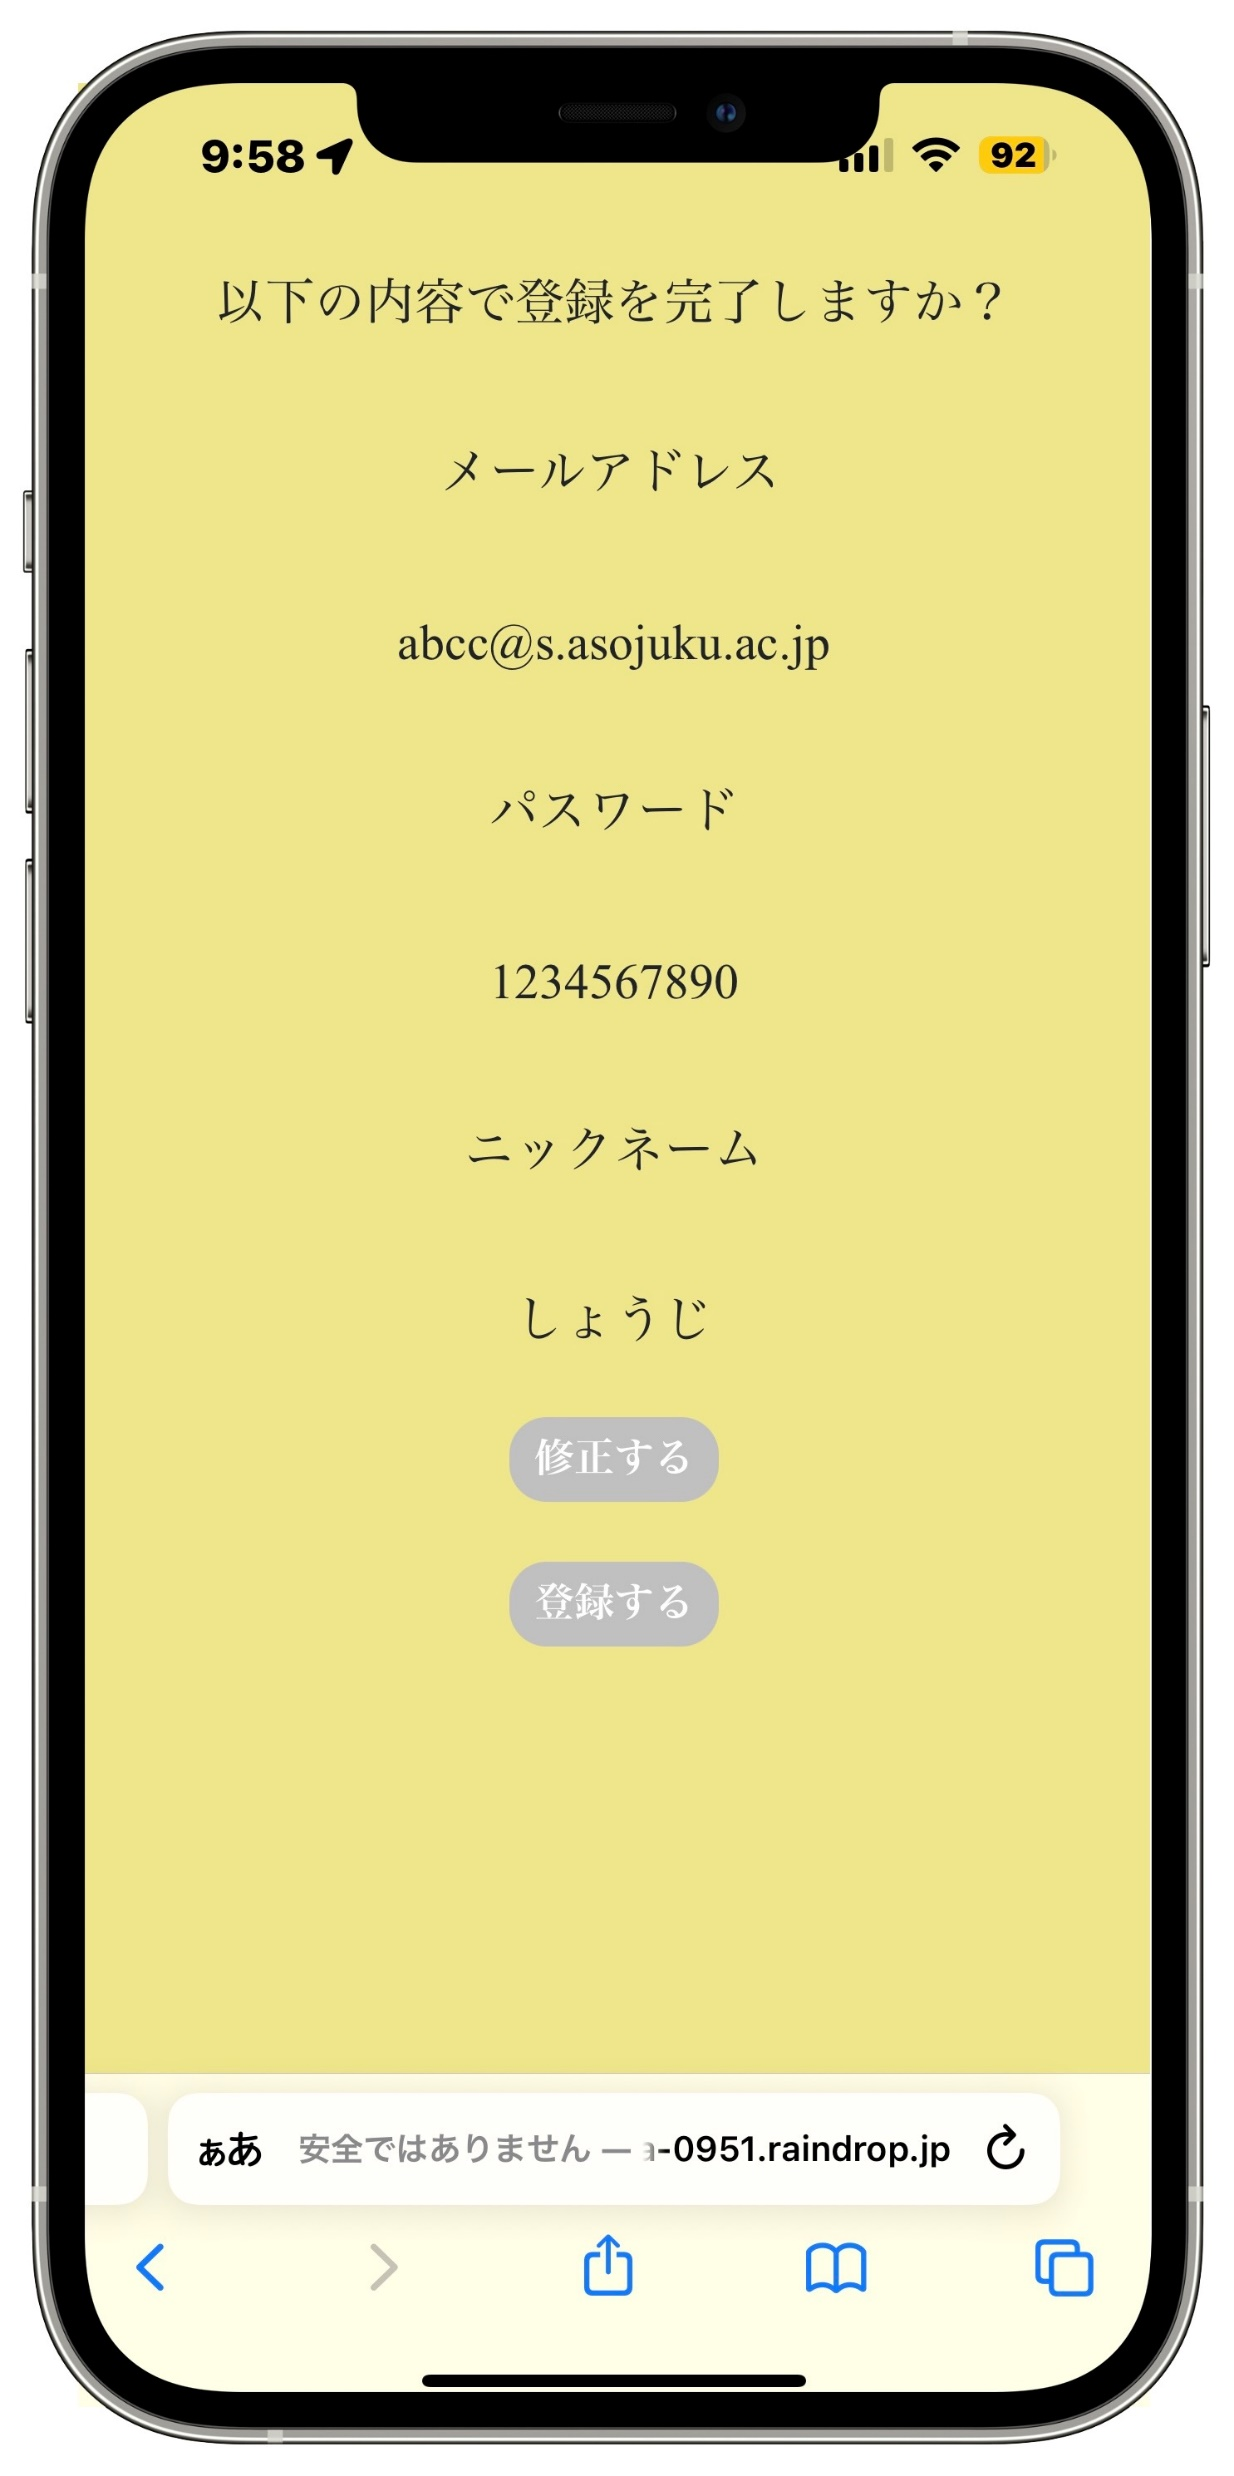 9:58
92
以下の内容で登録を完了しますか？
メールアドレス
abcc@s.asojuku.ac.jp
パスワード
1234567890
ニックネーム
しょうじ
修正する
登録する
ぁあ 安全ではありません — -0951.raindrop.jp